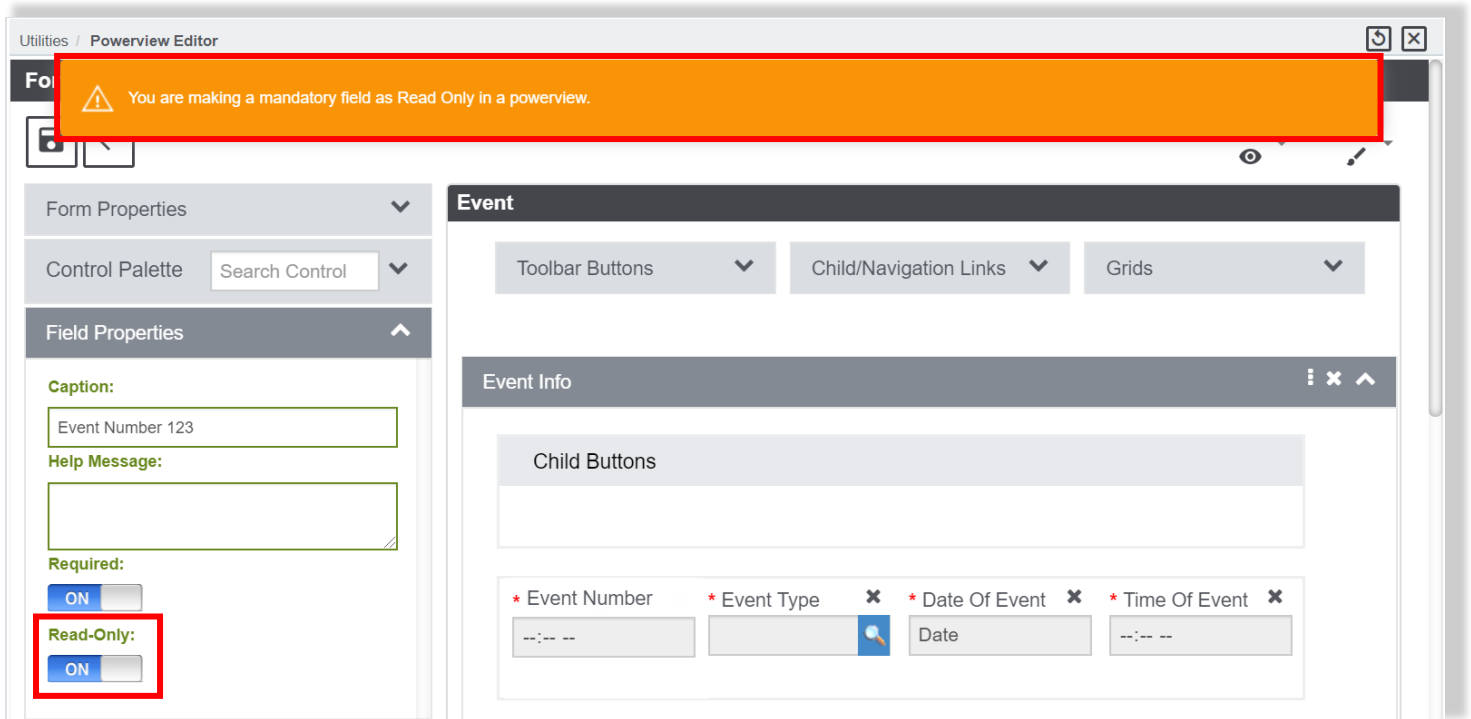 Utilities / Powerview Editor
You are making a mandatory field as Read Only in a powerview.
Form Properties
Event
Control Palette Search Control
Toolbar Buttons Child/Navigation Links Grids
Field Properties
Event Info
Caption:
Event Number 123
Help Message:
Child Buttons
Required:
ON
* Event Number * Event Type * Date Of Event * Time Of Event
--:-- -- Date --:-- --
Read-Only:
ON